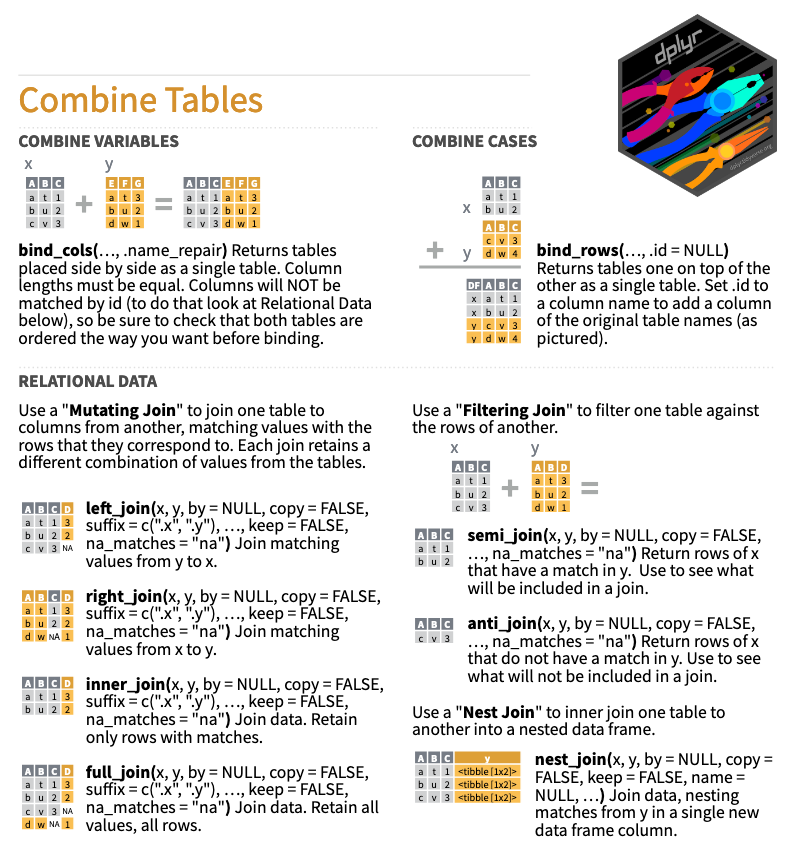 dplyr
Combine Tables
COMBINE VARIABLES
x y
A B C E F G A B C E F G
a t 1 a t 3 a t 1 a t 3
b u 2 + b u 2 = b u 2 b u 2
c v 3 d w 1 c v 3 d w 1
bind_cols(…, .name_repair) Returns tables
placed side by side as a single table. Column
lengths must be equal. Columns will NOT be
matched by id (to do that look at Relational Data
below), so be sure to check that both tables are
ordered the way you want before binding.
COMBINE CASES
A B C
a t 1
x b u 2
A B C
+ c v 3
y d w 4
DF A B C
x a t 1
x b u 2
y c v 3
y d w 4
bind_rows(…, .id = NULL)
Returns tables one on top of the
other as a single table. Set .id to
a column name to add a column
of the original table names (as
pictured).
RELATIONAL DATA
Use a "Mutating Join" to join one table to
columns from another, matching values with the
rows that they correspond to. Each join retains a
different combination of values from the tables.
A B C D
a t 1 3
b u 2 2
c v 3 NA
left_join(x, y, by = NULL, copy = FALSE,
suffix = c(".x", ".y"), …, keep = FALSE,
na_matches = "na") Join matching
values from y to x.
A B C D
a t 1 3
b u 2 2
d w NA 1
right_join(x, y, by = NULL, copy = FALSE,
suffix = c(".x", ".y"), …, keep = FALSE,
na_matches = "na") Join matching
values from x to y.
A B C D
a t 1 3
b u 2 2
inner_join(x, y, by = NULL, copy = FALSE,
suffix = c(".x", ".y"), …, keep = FALSE,
na_matches = "na") Join data. Retain
only rows with matches.
A B C D
a t 1 3
b u 2 2
c v 3 NA
d w NA 1
full_join(x, y, by = NULL, copy = FALSE,
suffix = c(".x", ".y"), …, keep = FALSE,
na_matches = "na") Join data. Retain all
values, all rows.
Use a "Filtering Join" to filter one table against
the rows of another.
x y
A B C A B D
a t 1 a t 3
b u 2 + b u 2 =
c v 3 d w 1
A B C
a t 1
b u 2
semi_join(x, y, by = NULL, copy = FALSE,
…, na_matches = "na") Return rows of x
that have a match in y. Use to see what
will be included in a join.
A B C
c v 3
anti_join(x, y, by = NULL, copy = FALSE,
…, na_matches = "na") Return rows of x
that do not have a match in y. Use to see
what will not be included in a join.
Use a "Nest Join" to inner join one table to
another into a nested data frame.
A B C y
a t 1 <tibble [1x2]>
b u 2 <tibble [1x2]>
c v 3 <tibble [1x2]>
nest_join(x, y, by = NULL, copy =
FALSE, keep = FALSE, name =
NULL, …) Join data, nesting
matches from y in a single new
data frame column.